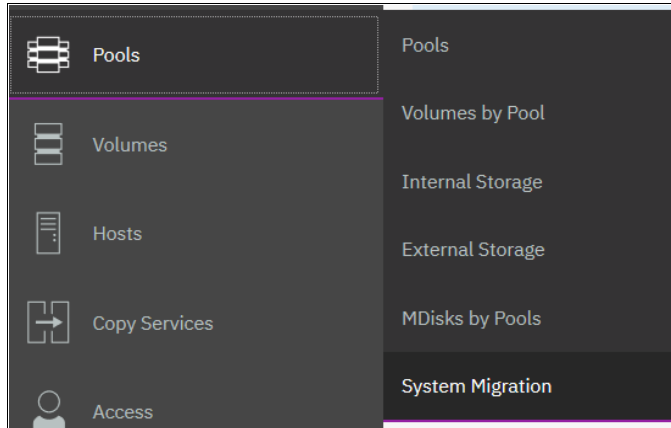 Pools
Volumes
Hosts
Copy Services
Access
Pools
Volumes by Pool
Internal Storage
External Storage
MDisks by Pools
System Migration